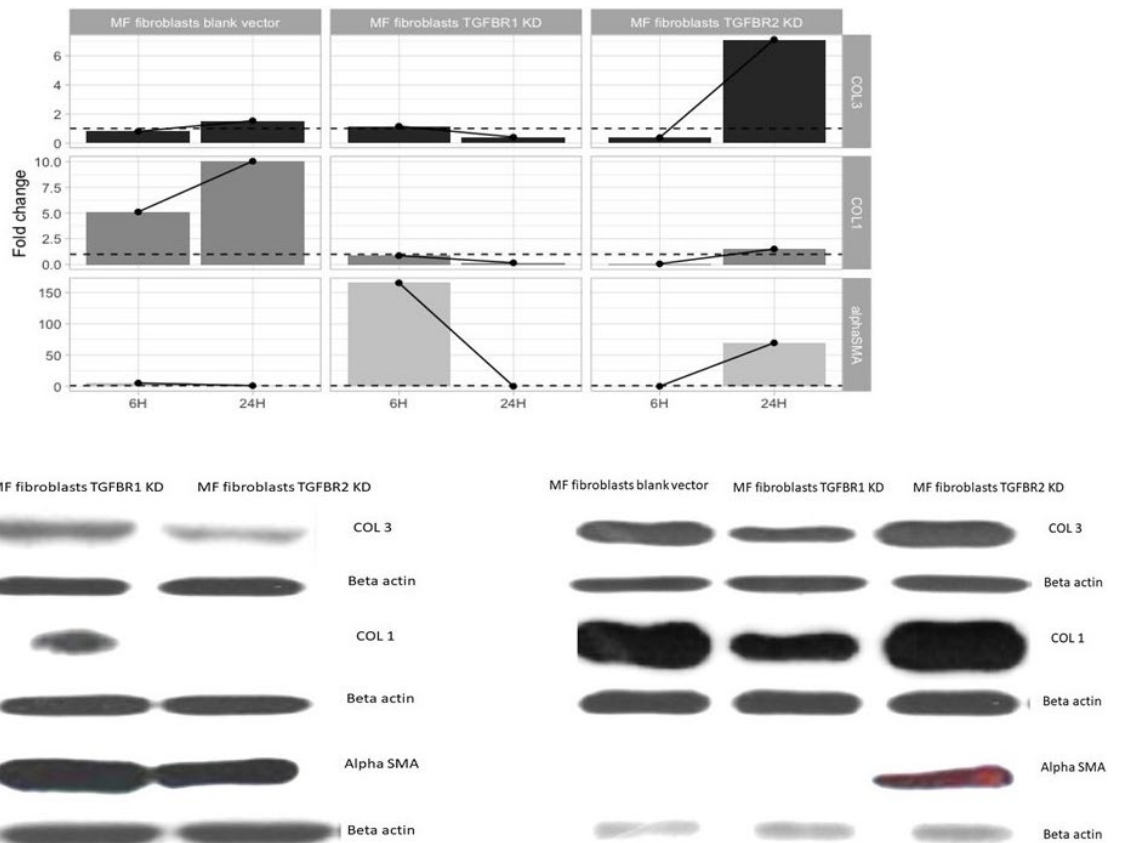 MF fibroblasts blank vector MF fibroblasts TGFBR1 KD MF fibroblasts TGFBR2 KD
Fold change
6
4
2
0
COL3
10.0
7.5
5.0
2.5
0.0
COL1
150
100
50
0
alphaSMA
6H 24H 6H 24H 6H 24H
MF fibroblasts TGFBR1 KD MF fibroblasts TGFBR2 KD
COL 3
Beta actin
COL 1
Beta actin
Alpha SMA
Beta actin
MF fibroblasts blank vector MF fibroblasts TGFBR1 KD MF fibroblasts TGFBR2 KD
COL 3
Beta actin
COL 1
Beta actin
Alpha SMA
Beta actin